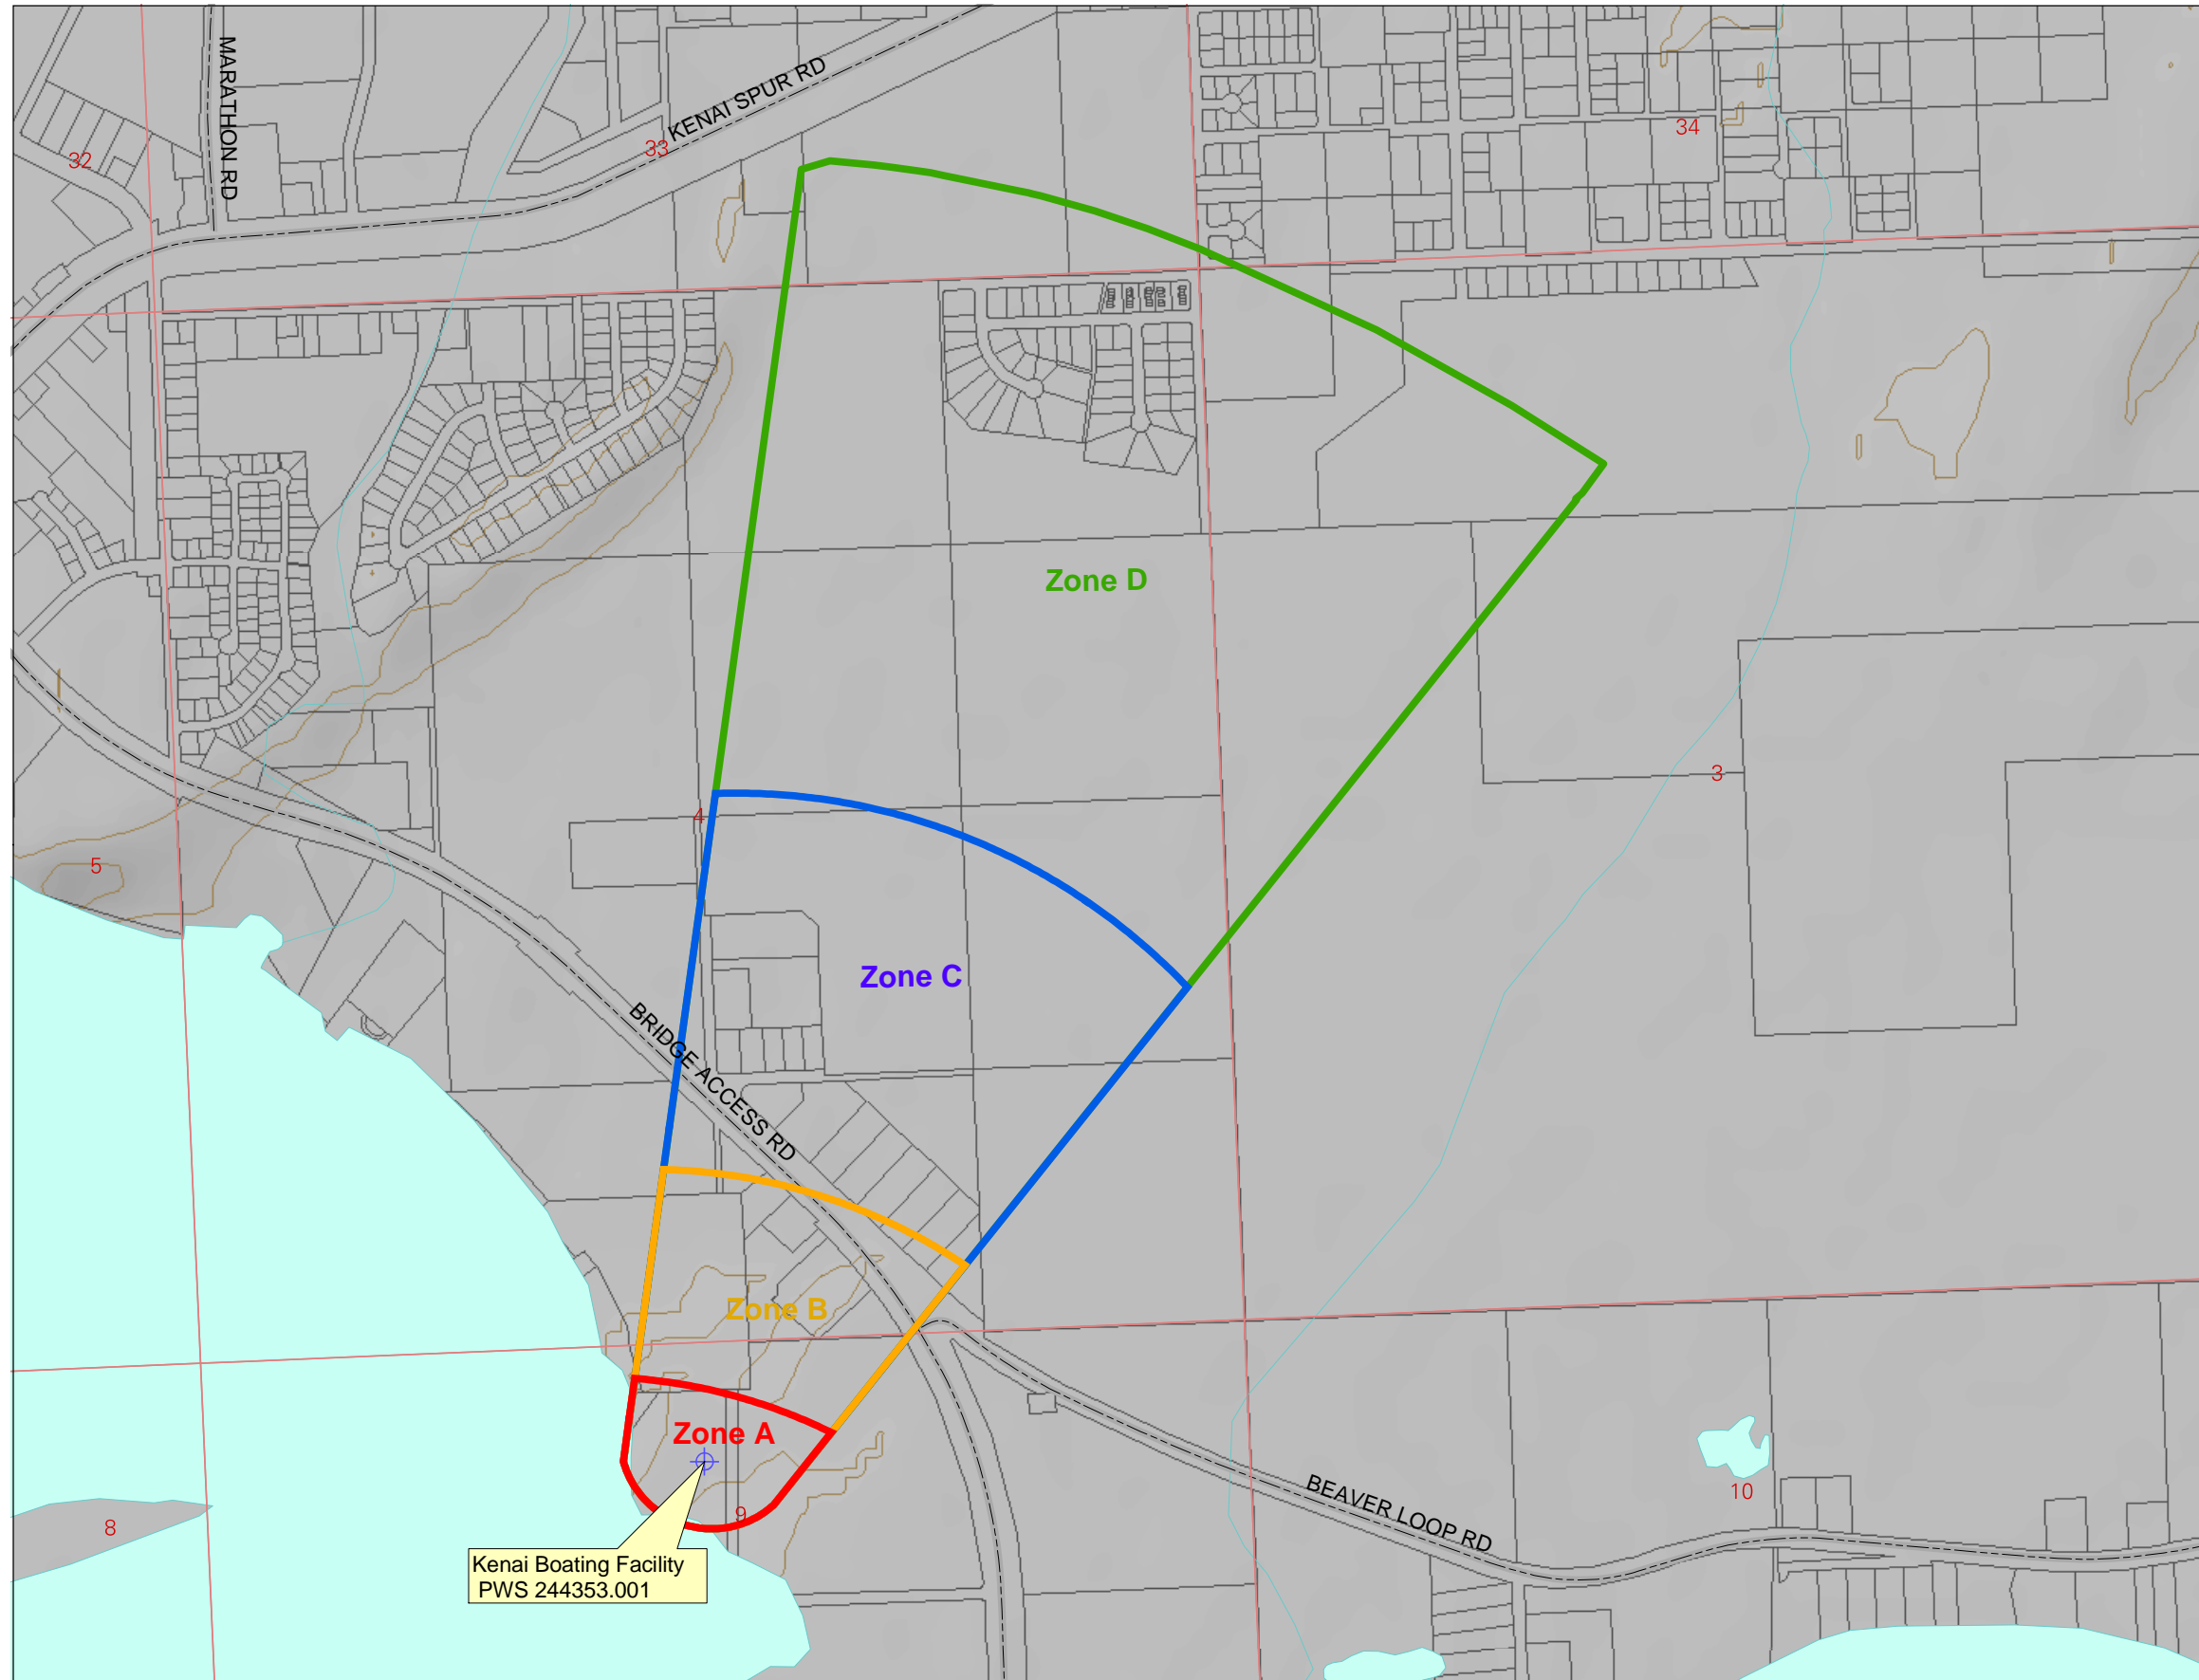 MARATHON RD
KENAI SPUR RD
32
33
34
Zone D
3
4
5
Zone C
BRIDGE ACCESS RD
Zone B
Zone A
9
8
10
BEAVER LOOP RD
Kenai Boating Facility
PWS 244353.001